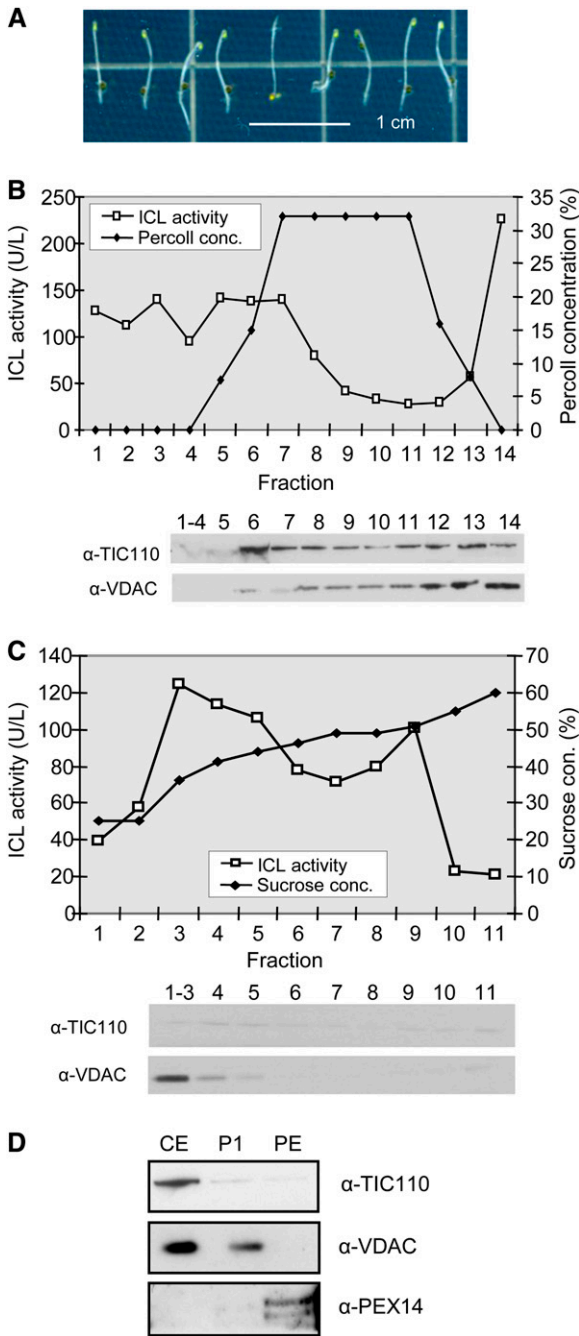 A
1 cm
B
ICL activity
Percoll conc.
ICL activity (U/L)
250
200
150
100
50
0
Percoll concentration (%)
35
30
25
20
15
10
5
0
1 2 3 4 5 6 7 8 9 10 11 12 13 14
Fraction
1-4 5 6 7 8 9 10 11 12 13 14
α-TIC110
α-VDAC
C
ICL activity (U/L)
140
120
100
80
60
40
20
0
Sucrose con. (%)
70
60
50
40
30
20
10
0
ICL activity
Sucrose conc.
1 2 3 4 5 6 7 8 9 10 11
Fraction
1-3 4 5 6 7 8 9 10 11
α-TIC110
α-VDAC
D
CE P1 PE
α-TIC110
α-VDAC
α-PEX14